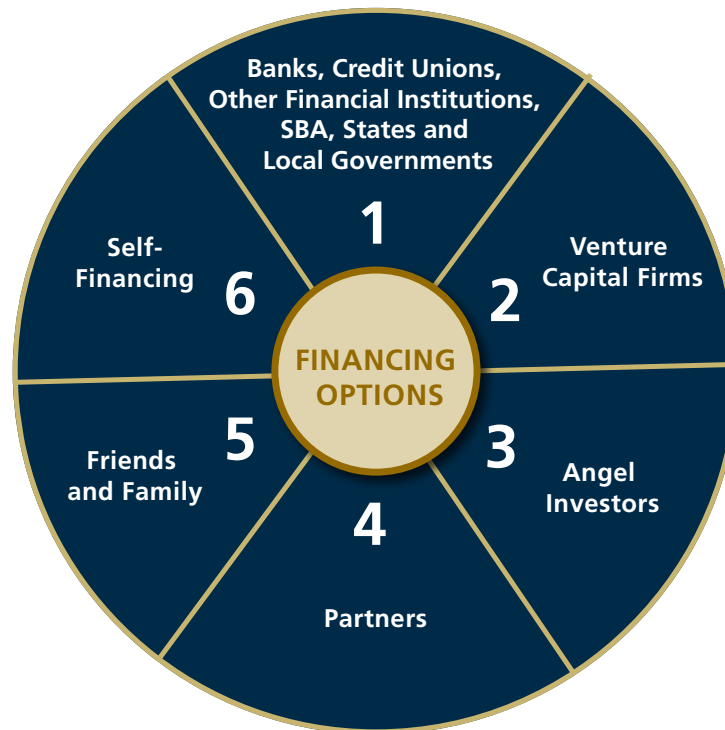 Banks, Credit Unions,
Other Financial Institutions,
SBA, States and
Local Governments
1
Venture
Capital Firms
2
Angel
Investors
3
Partners
4
Friends
and Family
5
Self-
Financing
6
FINANCING
OPTIONS